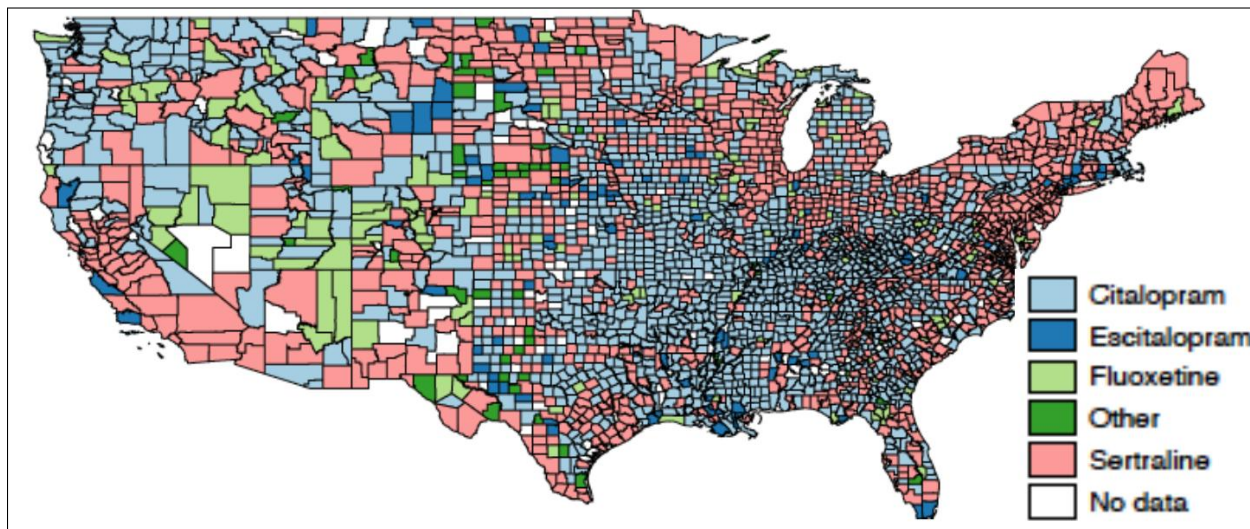 Citalopram
Escitalopram
Fluoxetine
Other
Sertraline
No data